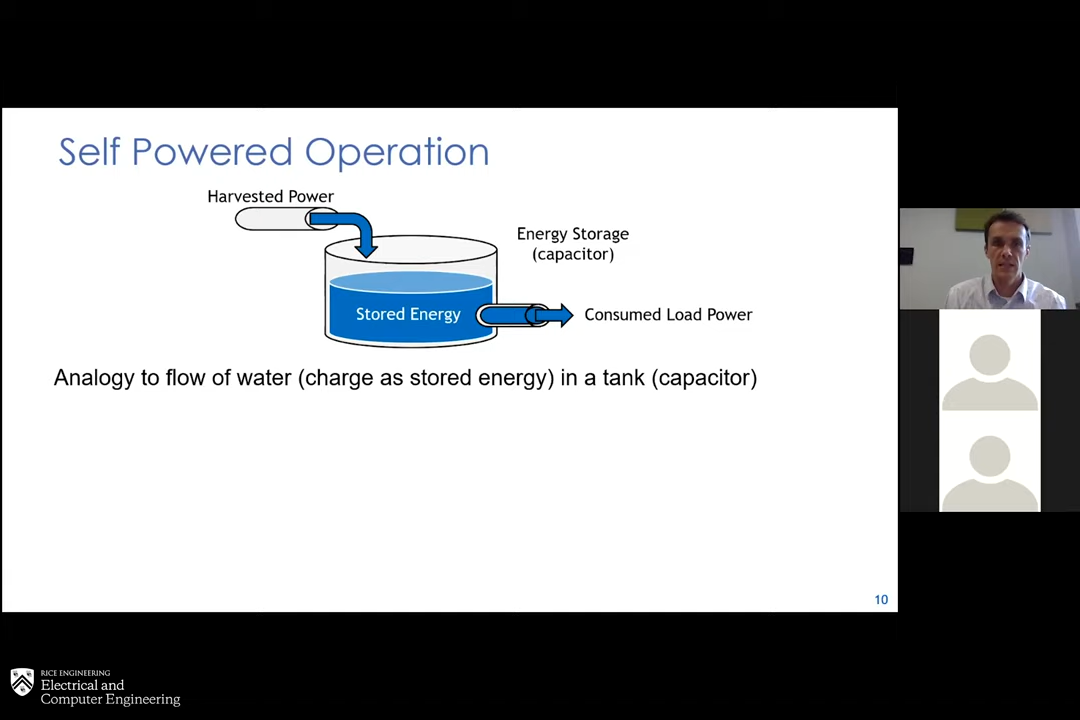 Self Powered Operation
Harvested Power
Energy Storage
(capacitor)
Stored Energy
Consumed Load Power
Analogy to flow of water (charge as stored energy) in a tank (capacitor)
10
RICE ENGINEERING
Electrical and
Computer Engineering